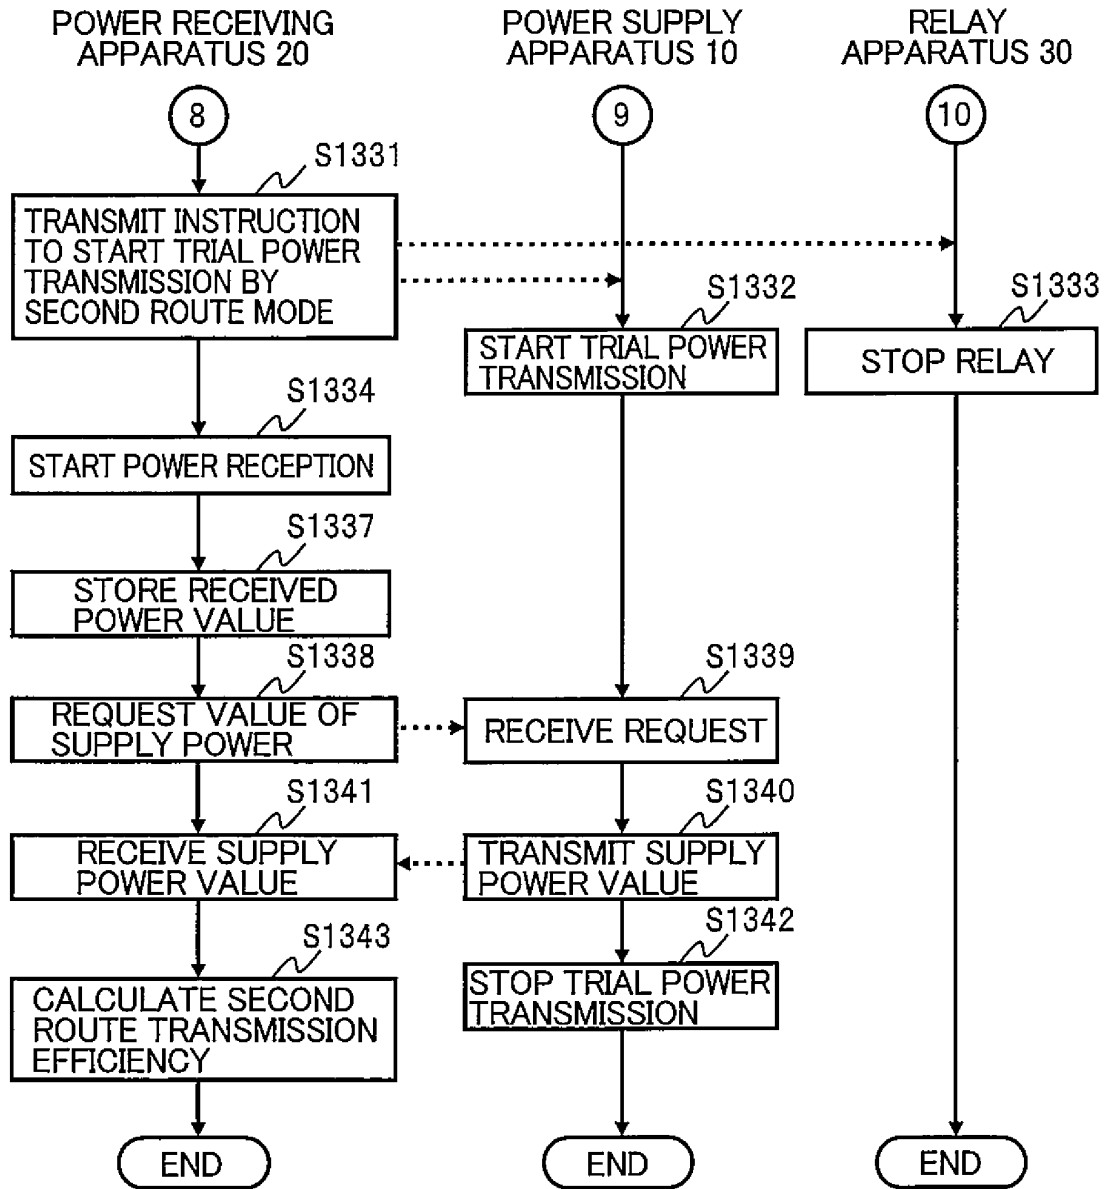 POWER RECEIVING
APPARATUS 20
POWER SUPPLY
APPARATUS 10
RELAY
APPARATUS 30
8
9
10
S1331
TRANSMIT INSTRUCTION
TO START TRIAL POWER
TRANSMISSION BY
SECOND ROUTE MODE
S1332
START TRIAL POWER
TRANSMISSION
S1333
STOP RELAY
S1334
START POWER RECEPTION
S1337
STORE RECEIVED
POWER VALUE
S1338
REQUEST VALUE OF
SUPPLY POWER
S1339
RECEIVE REQUEST
S1341
RECEIVE SUPPLY
POWER VALUE
S1340
TRANSMIT SUPPLY
POWER VALUE
S1343
CALCULATE SECOND
ROUTE TRANSMISSION
EFFICIENCY
S1342
STOP TRIAL POWER
TRANSMISSION
END
END
END